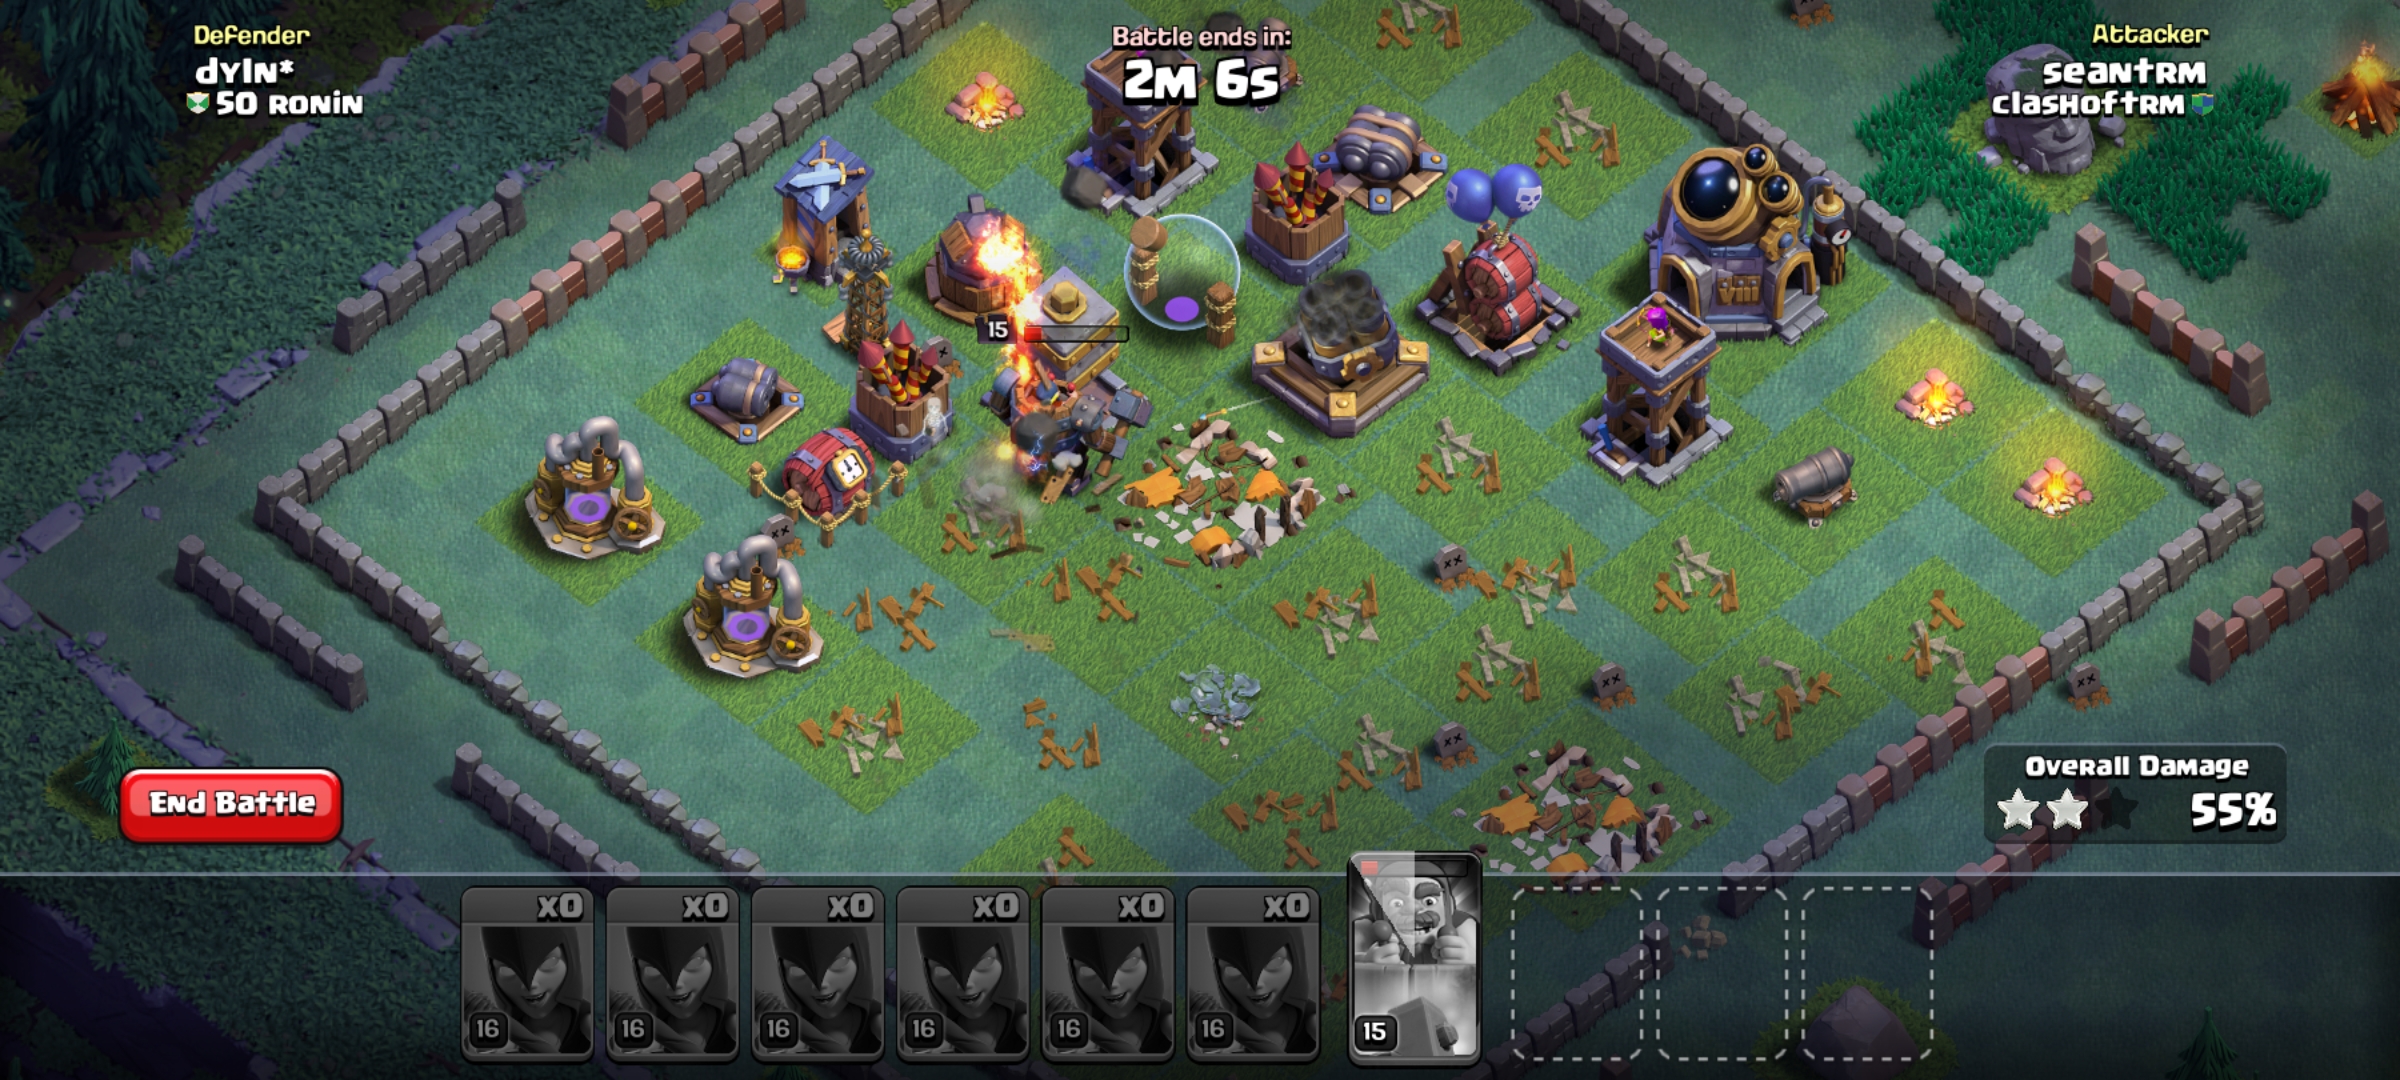 Defender
dylN*
50 RONiN
Battle ends in:
2M 6s
Attacker
seantRM
clashoftRM
VIII
15
End Battle
Overall Damage
55%
x0
x0
x0
x0
x0
x0
16
16
16
16
16
16
15